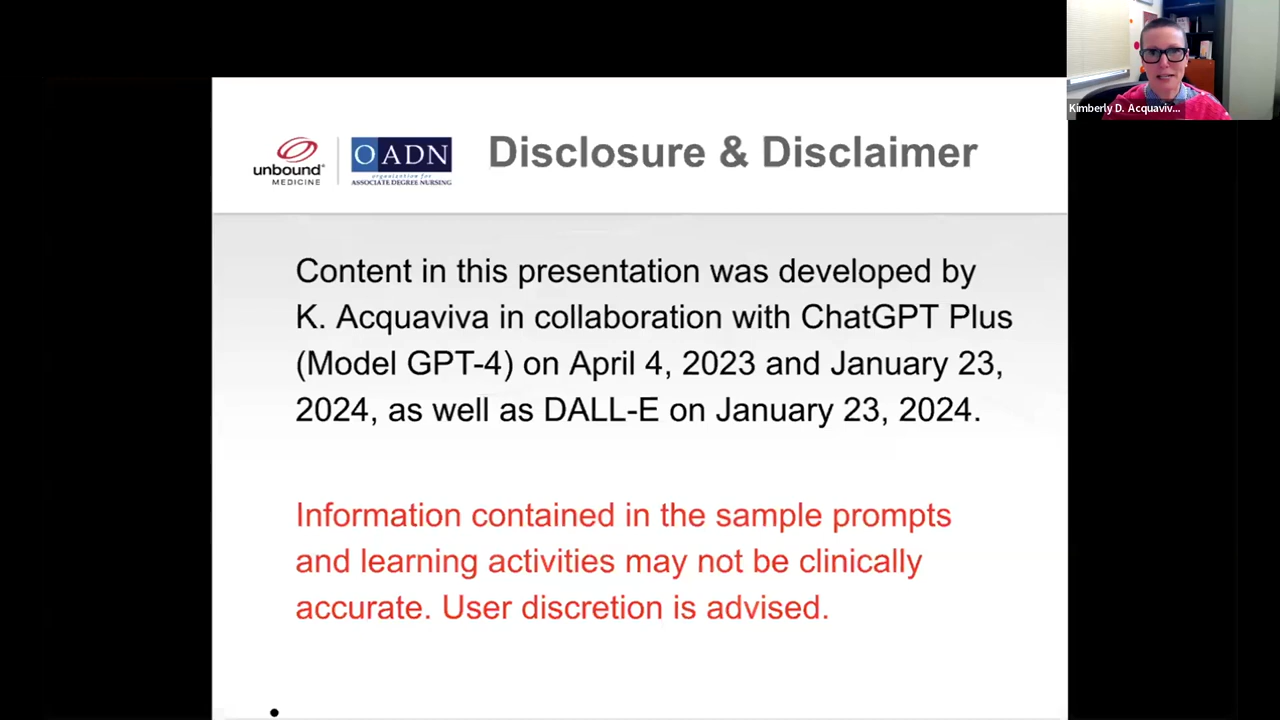 Kimberly D. Acquaviv...
unbound®
MEDICINE
OADN
organization for
ASSOCIATE DEGREE NURSING
Disclosure & Disclaimer
Content in this presentation was developed by
K. Acquaviva in collaboration with ChatGPT Plus
(Model GPT-4) on April 4, 2023 and January 23,
2024, as well as DALL-E on January 23, 2024.
Information contained in the sample prompts
and learning activities may not be clinically
accurate. User discretion is advised.